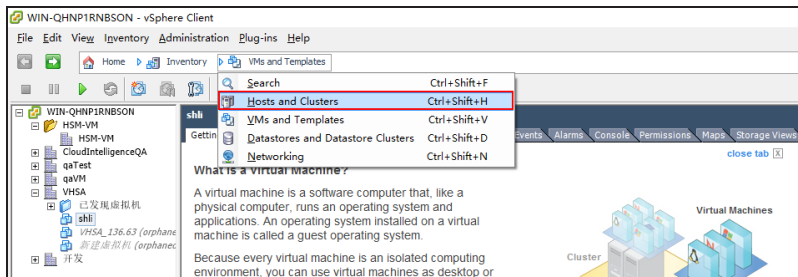 WIN-QHNP1RNBSON - vSphere Client
File Edit View Inventory Administration Plug-ins Help
Home Inventory VMs and Templates
Search Ctrl+Shift+F
Hosts and Clusters Ctrl+Shift+H
VMs and Templates Ctrl+Shift+V
Datastores and Datastore Clusters Ctrl+Shift+D
Networking Ctrl+Shift+N
WIN-QHNP1RNBSON
HSM-VM
HSM-VM
CloudIntelligenceQA
qaTest
qaVM
VHSA
已发现虚拟机
shli
VHSA_136.63 (orphane
新建虚拟机 (orphanec
开发
shli
Gettin Events Alarms Console Permissions Maps Storage Views
close tab X
What is a Virtual Machine?
A virtual machine is a software computer that, like a
physical computer, runs an operating system and
applications. An operating system installed on a virtual
machine is called a guest operating system.
Because every virtual machine is an isolated computing
environment, you can use virtual machines as desktop or
Virtual Machines
Cluster